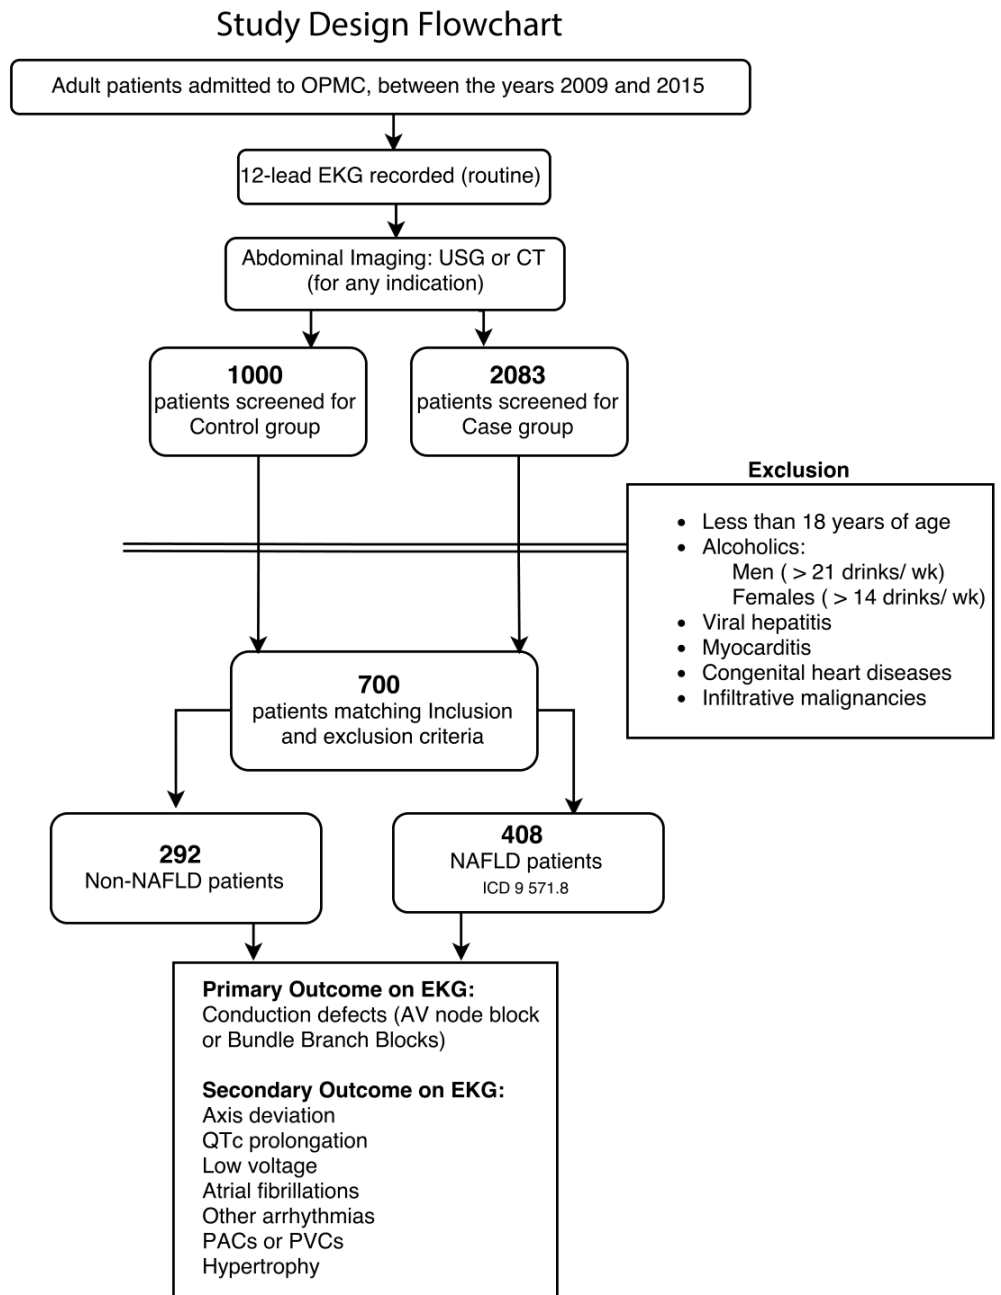 Study Design Flowchart
Adult patients admitted to OPMC, between the years 2009 and 2015
12-lead EKG recorded (routine)
Abdominal Imaging: USG or CT
(for any indication)
1000
patients screened for
Control group
2083
patients screened for
Case group
Exclusion
• Less than 18 years of age
• Alcoholics:
Men ( > 21 drinks/ wk)
Females ( > 14 drinks/ wk)
• Viral hepatitis
• Myocarditis
• Congenital heart diseases
• Infiltrative malignancies
700
patients matching Inclusion
and exclusion criteria
292
Non-NAFLD patients
408
NAFLD patients
ICD 9 571.8
Primary Outcome on EKG:
Conduction defects (AV node block
or Bundle Branch Blocks)
Secondary Outcome on EKG:
Axis deviation
QTc prolongation
Low voltage
Atrial fibrillations
Other arrhythmias
PACs or PVCs
Hypertrophy